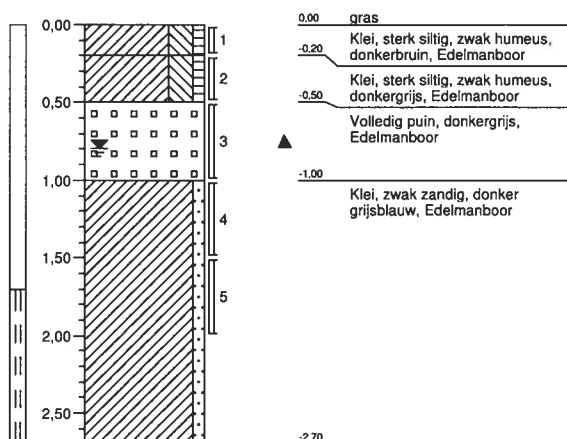 0,00
0,50
1,00
1,50
2,00
2,50
1
2
3
4
5
0,00 gras
Klei, sterk siltig, zwak humeus,
-0.20 donkerbruin, Edelmanboor
Klei, sterk siltig, zwak humeus,
-0,50 donkergrijs, Edelmanboor
Volledig puin, donkergrijs,
Edelmanboor
-1,00
Klei, zwak zandig, donker
grijsblauw, Edelmanboor
-2,70